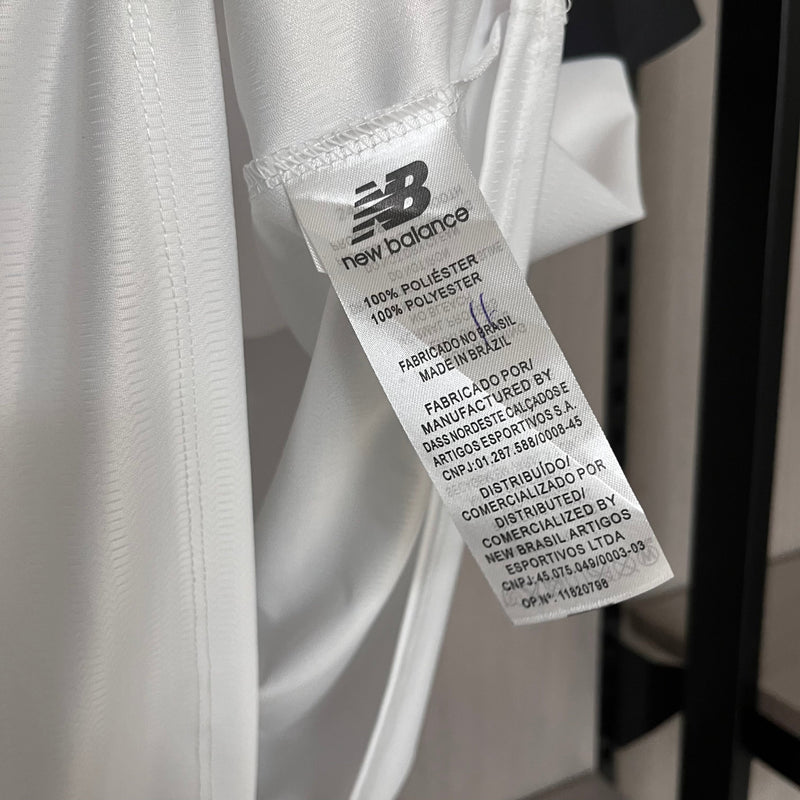 NB
new balance
100% POLIÉSTER
100% POLYESTER
FABRICADO NO BRASIL
MADE IN BRAZIL
FABRICADO POR/
MANUFACTURED BY
DASS NORDESTE CALÇADOS E
ARTIGOS ESPORTIVOS S.A.
CNPJ:01.287.588/0008-45
DISTRIBUÍDO/
COMERCIALIZADO POR
DISTRIBUTED/
COMERCIALIZED BY
NEW BRASIL ARTIGOS
ESPORTIVOS LTDA
CNPJ:45.075.049/0003-03
OP.Nº: 11820798